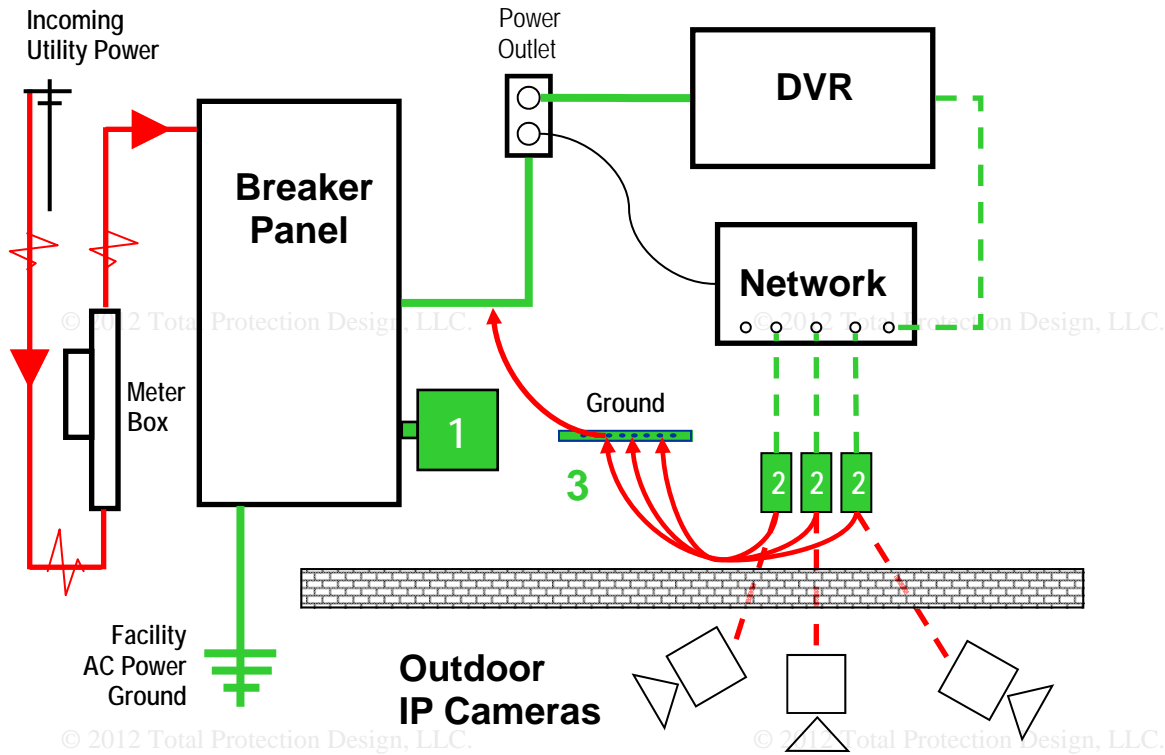 Incoming
Utility Power
Power
Outlet
DVR
Breaker
Panel
Network
© 2012 Total Protection Design, LLC.
© 2012 Total Protection Design, LLC.
Meter
Box
1
Ground
3
2
2
2
Facility
AC Power
Ground
Outdoor
IP Cameras
© 2012 Total Protection Design, LLC.
© 2012 Total Protection Design, LLC.